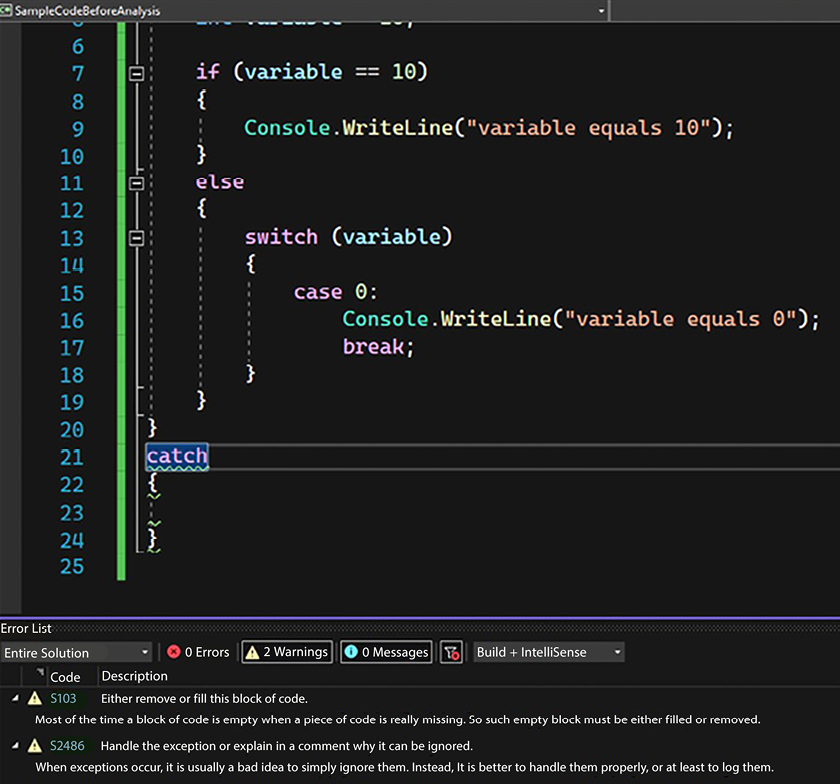 SampleCodeBeforeAnalysis
6
7 if (variable == 10)
8 {
9 Console.WriteLine("variable equals 10");
10 }
11 else
12 {
13 switch (variable)
14 {
15 case 0:
16 Console.WriteLine("variable equals 0");
17 break;
18 }
19 }
20 }
21 catch
22 {
23
24 }
25
Error List
Entire Solution 0 Errors 2 Warnings 0 Messages Build + IntelliSense
Code Description
S103 Either remove or fill this block of code.
Most of the time a block of code is empty when a piece of code is really missing. So such empty block must be either filled or removed.
S2486 Handle the exception or explain in a comment why it can be ignored.
When exceptions occur, it is usually a bad idea to simply ignore them. Instead, It is better to handle them properly, or at least to log them.